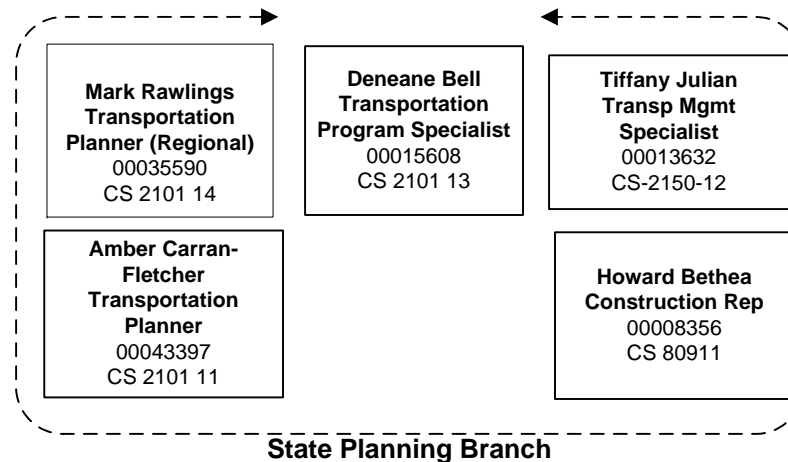 Mark Rawlings
Transportation
Planner (Regional)
00035590
CS 2101 14
Deneane Bell
Transportation
Program Specialist
00015608
CS 2101 13
Tiffany Julian
Transp Mgmt
Specialist
00013632
CS-2150-12
Amber Carran-
Fletcher
Transportation
Planner
00043397
CS 2101 11
Howard Bethea
Construction Rep
00008356
CS 80911
State Planning Branch